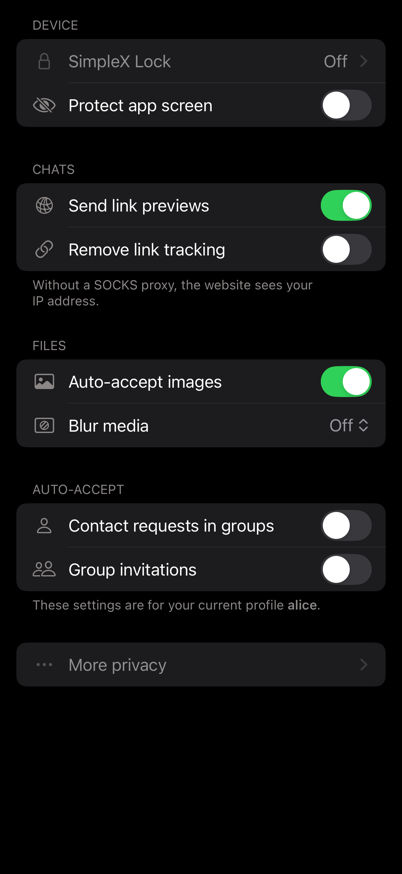 DEVICE
SimpleX Lock Off
Protect app screen
CHATS
Send link previews
Remove link tracking
Without a SOCKS proxy, the website sees your
IP address.
FILES
Auto-accept images
Blur media Off
AUTO-ACCEPT
Contact requests in groups
Group invitations
These settings are for your current profile alice.
More privacy